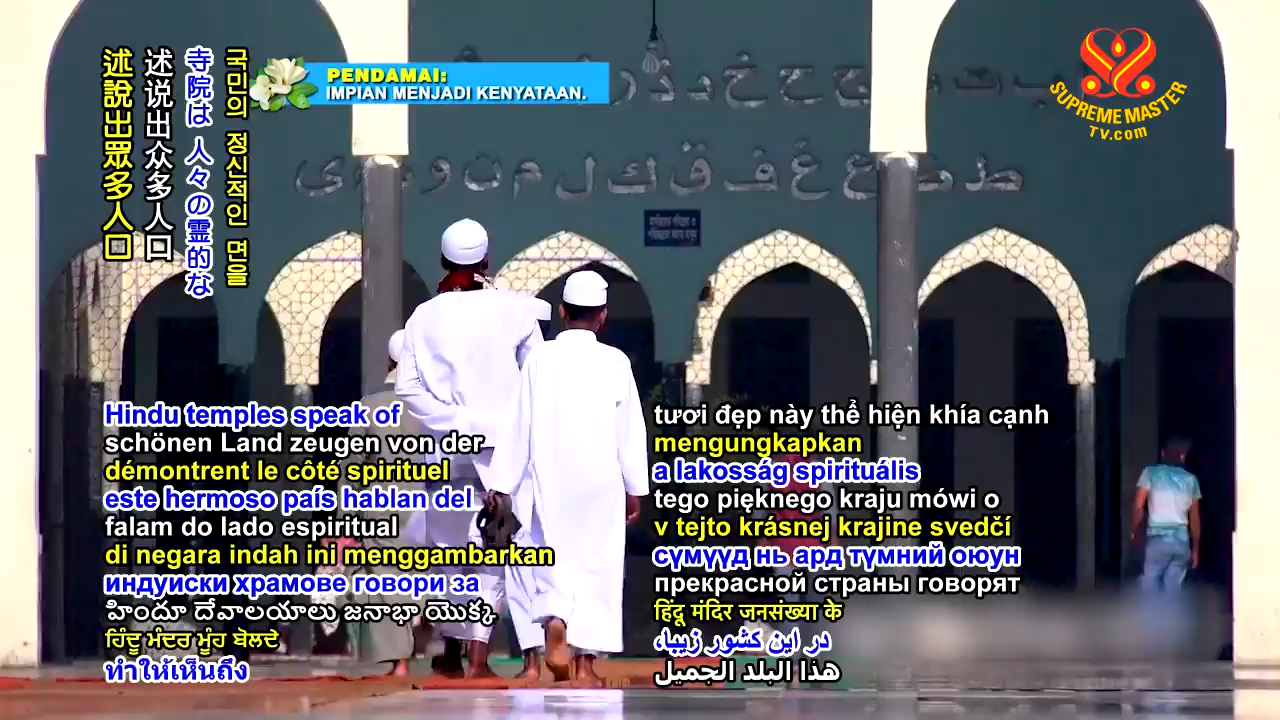 述說出眾多人口
述说出众多人口
寺院は 人々の霊的な
국민의 정신적인 면을
PENDAMAI:
IMPIAN MENJADI KENYATAAN.
SUPREME MASTER
TV.com
ط ظ ع غ ف ق ك ل م ن و
Hindu temples speak of
schönen Land zeugen von der
démontrent le côté spirituel
este hermoso país hablan del
falam do lado espiritual
di negara indah ini menggambarkan
индуиски храмове говори за
హిందూ దేవాలయాలు జనాభా యొక్క
ਹਿੰਦੂ ਮੰਦਰ ਮੂੰਹ ਬੋਲਦੇ
ทำให้เห็นถึง
tươi đẹp này thể hiện khía cạnh
mengungkapkan
a lakosság spirituális
tego pięknego kraju mówi o
v tejto krásnej krajine svedčí
сүмүүд нь ард түмний оюун
прекрасной страны говорят
हिंदू मंदिर जनसंख्या के
در این کشور زیبا،
هذا البلد الجميل